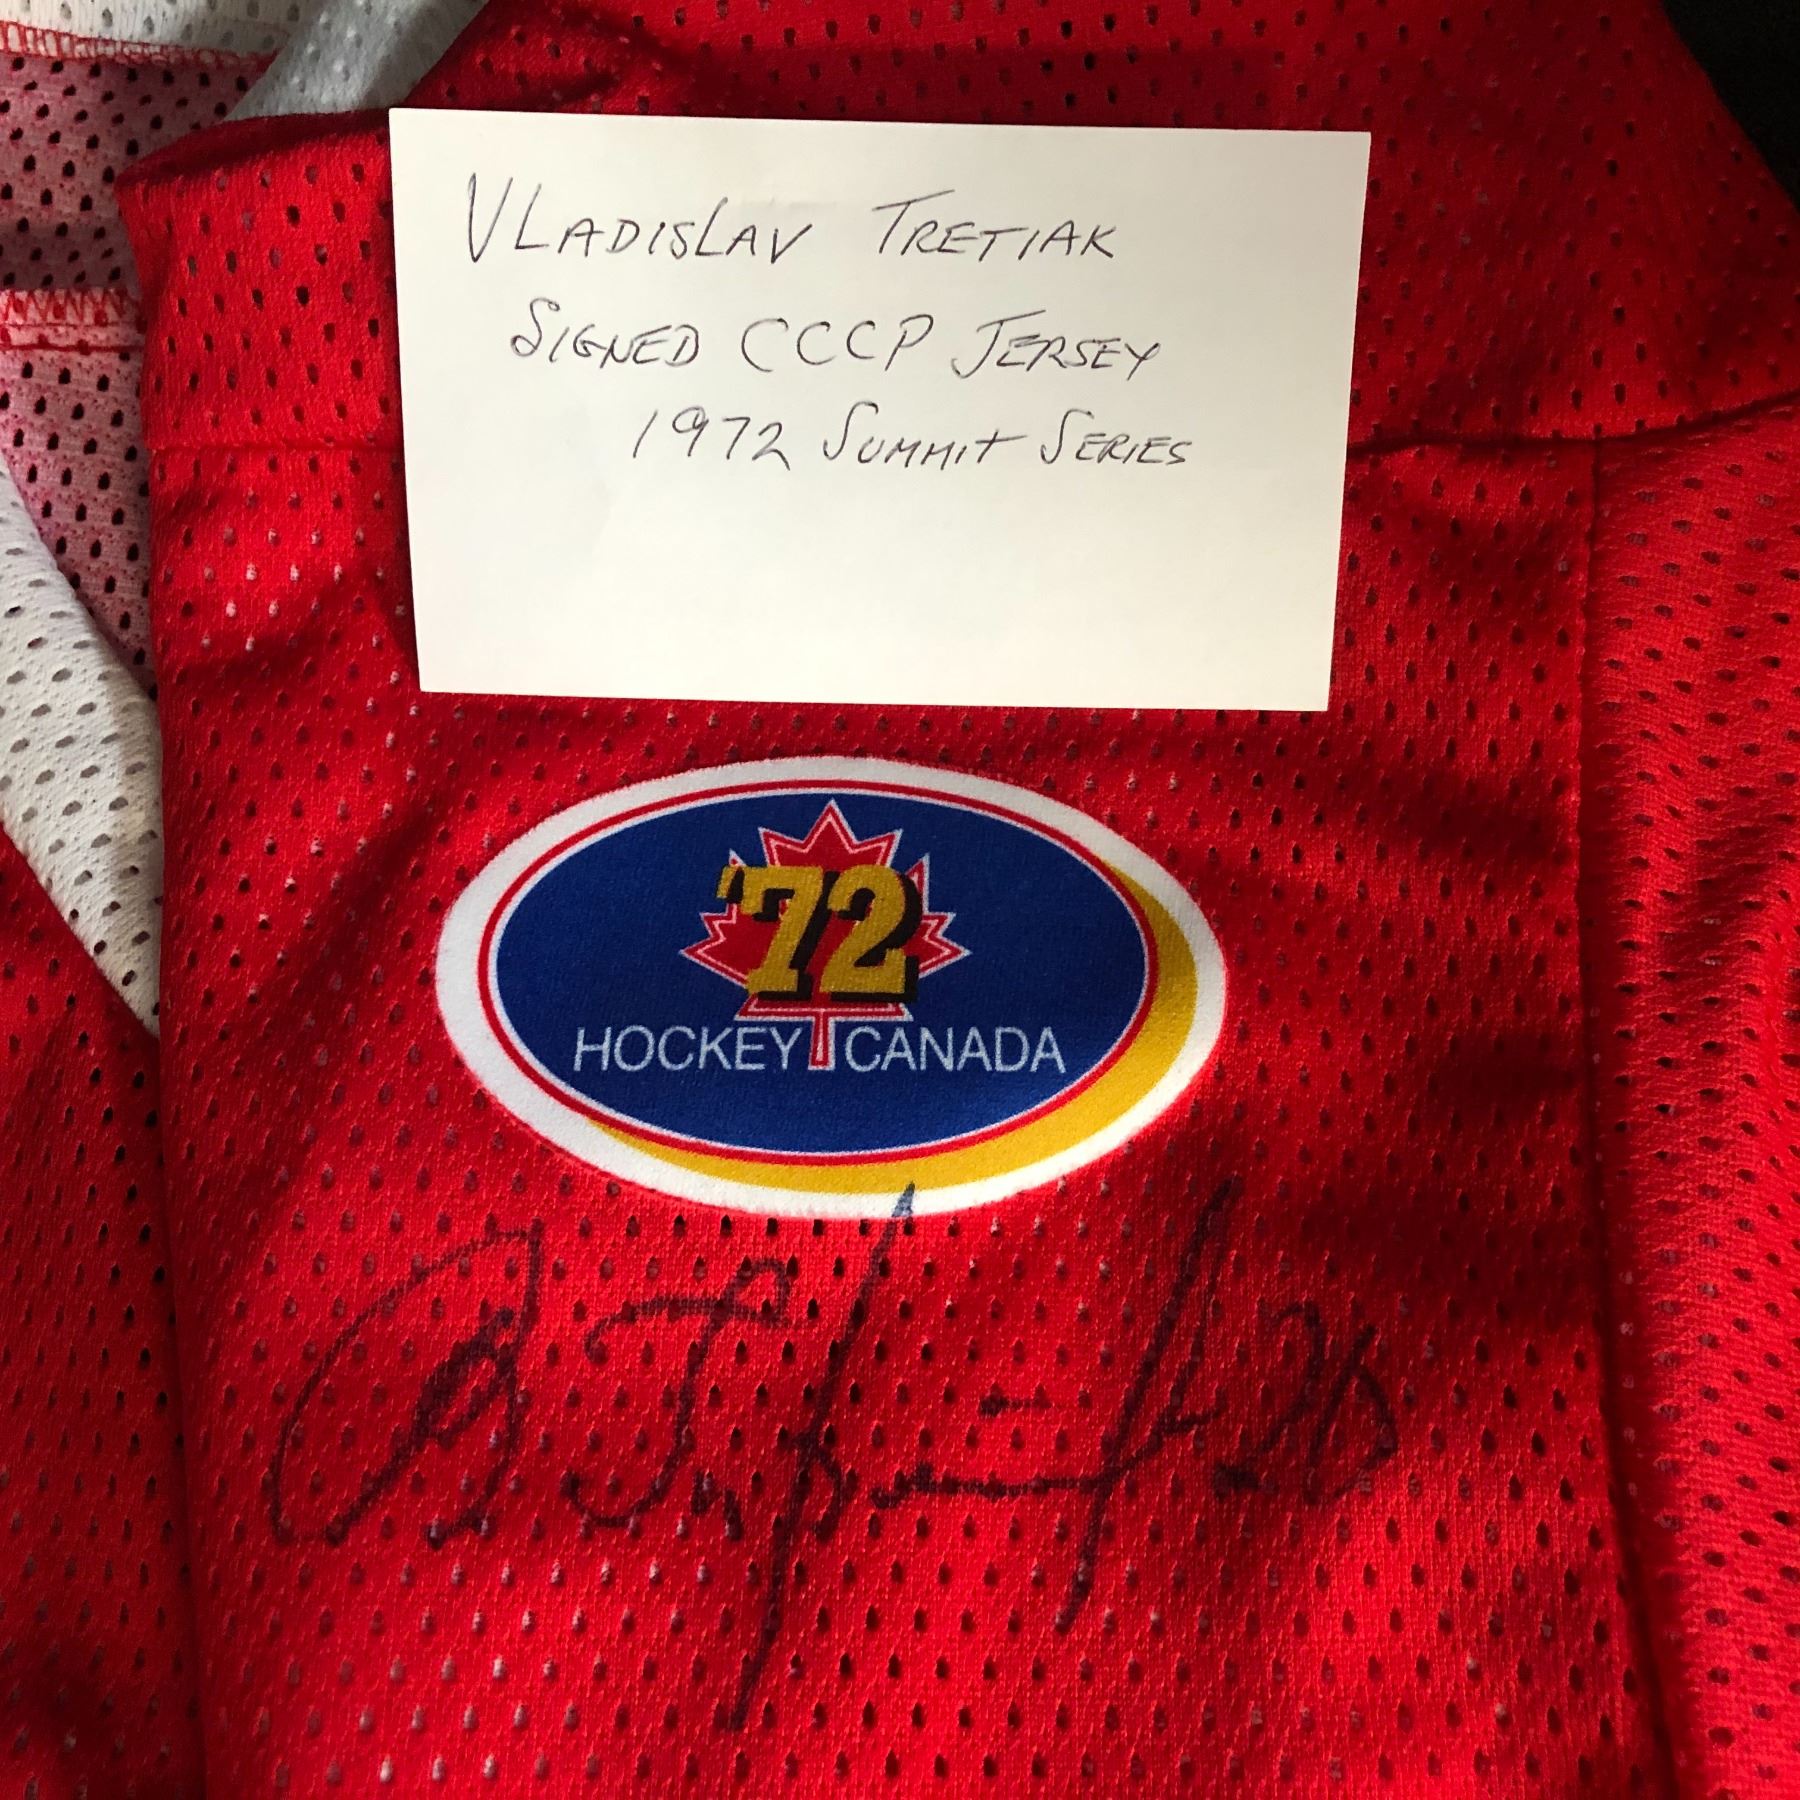 VLADISLAV TRETIAK
SIGNED CCCP JERSEY
1972 SUMMIT SERIES
'72
HOCKEY CANADA